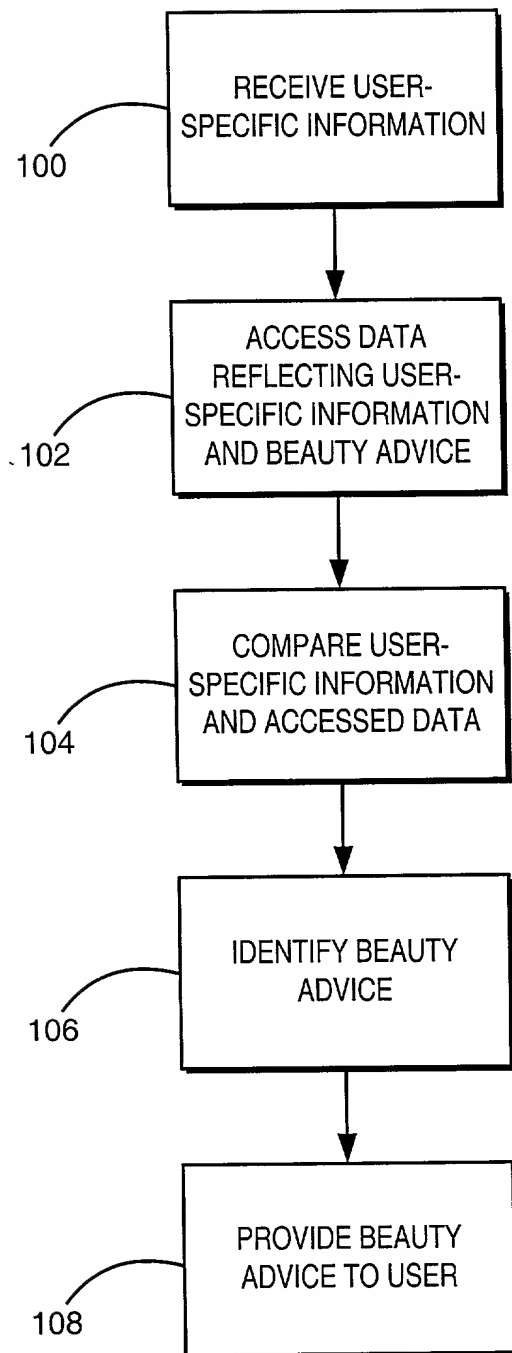 RECEIVE USER-
SPECIFIC INFORMATION
100
ACCESS DATA
REFLECTING USER-
SPECIFIC INFORMATION
AND BEAUTY ADVICE
102
COMPARE USER-
SPECIFIC INFORMATION
AND ACCESSED DATA
104
IDENTIFY BEAUTY
ADVICE
106
PROVIDE BEAUTY
ADVICE TO USER
108